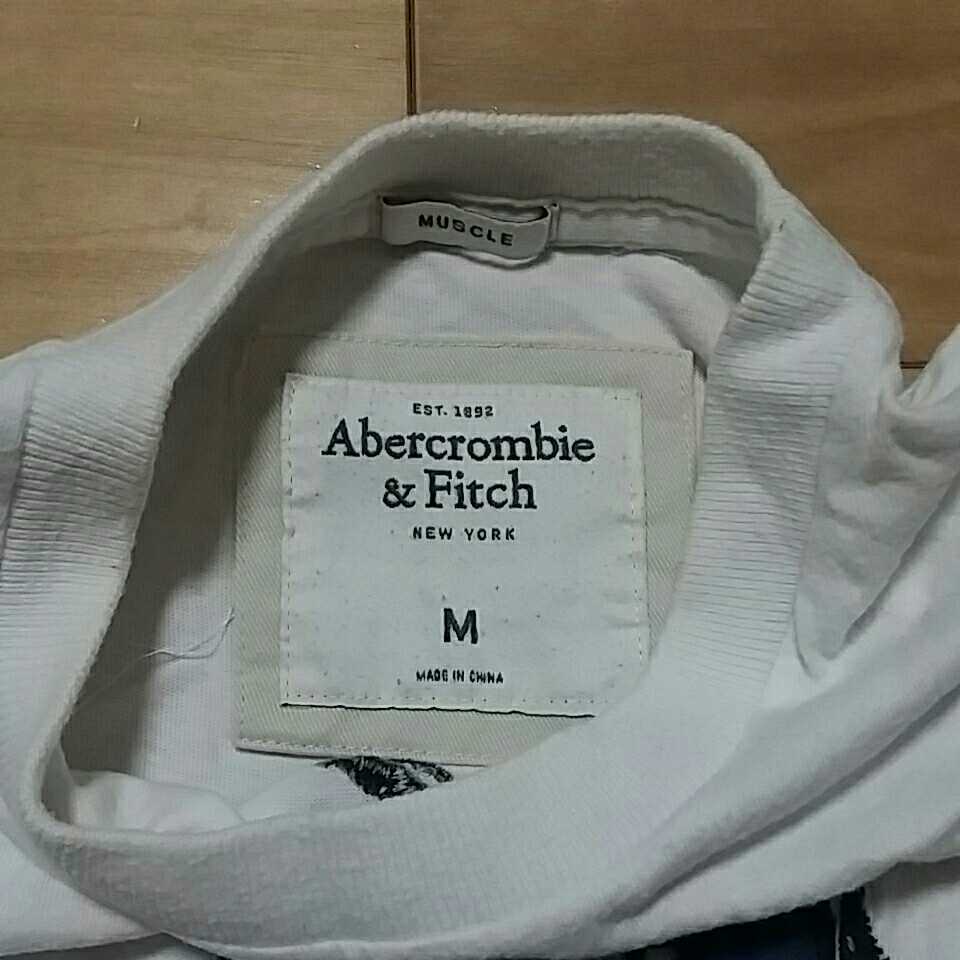 MUSCLE
EST. 1892
Abercrombie
& Fitch
NEW YORK
M
MADE IN CHINA